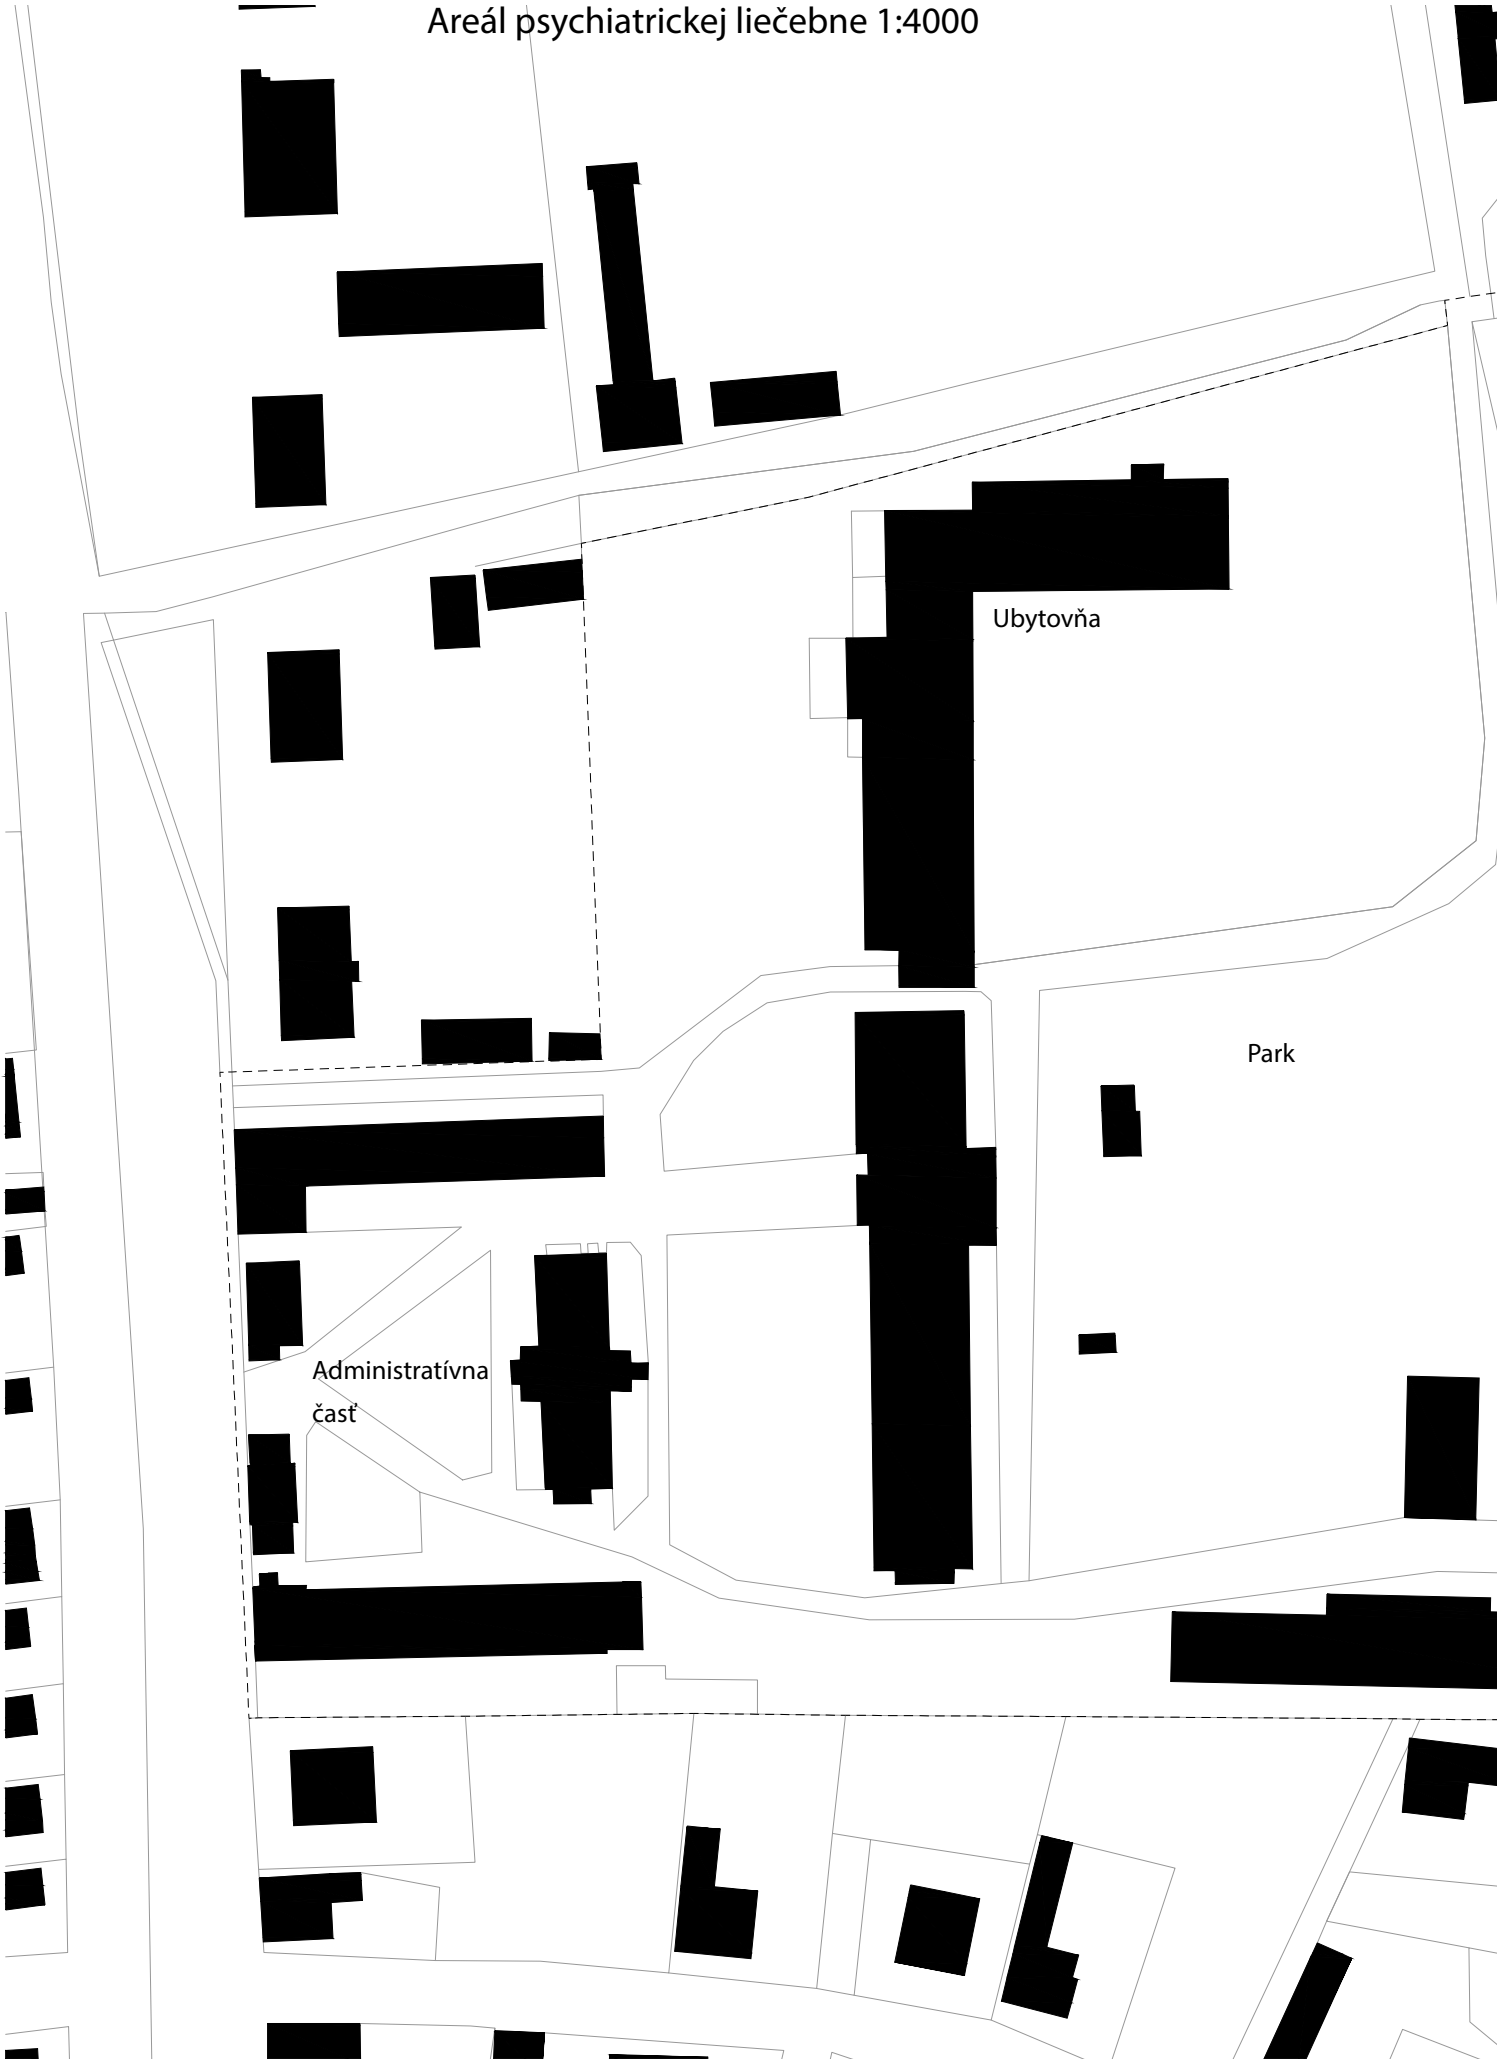 Areál psychiatrickej liečebne 1:4000
Ubytovňa
Park
Administratívna
časť